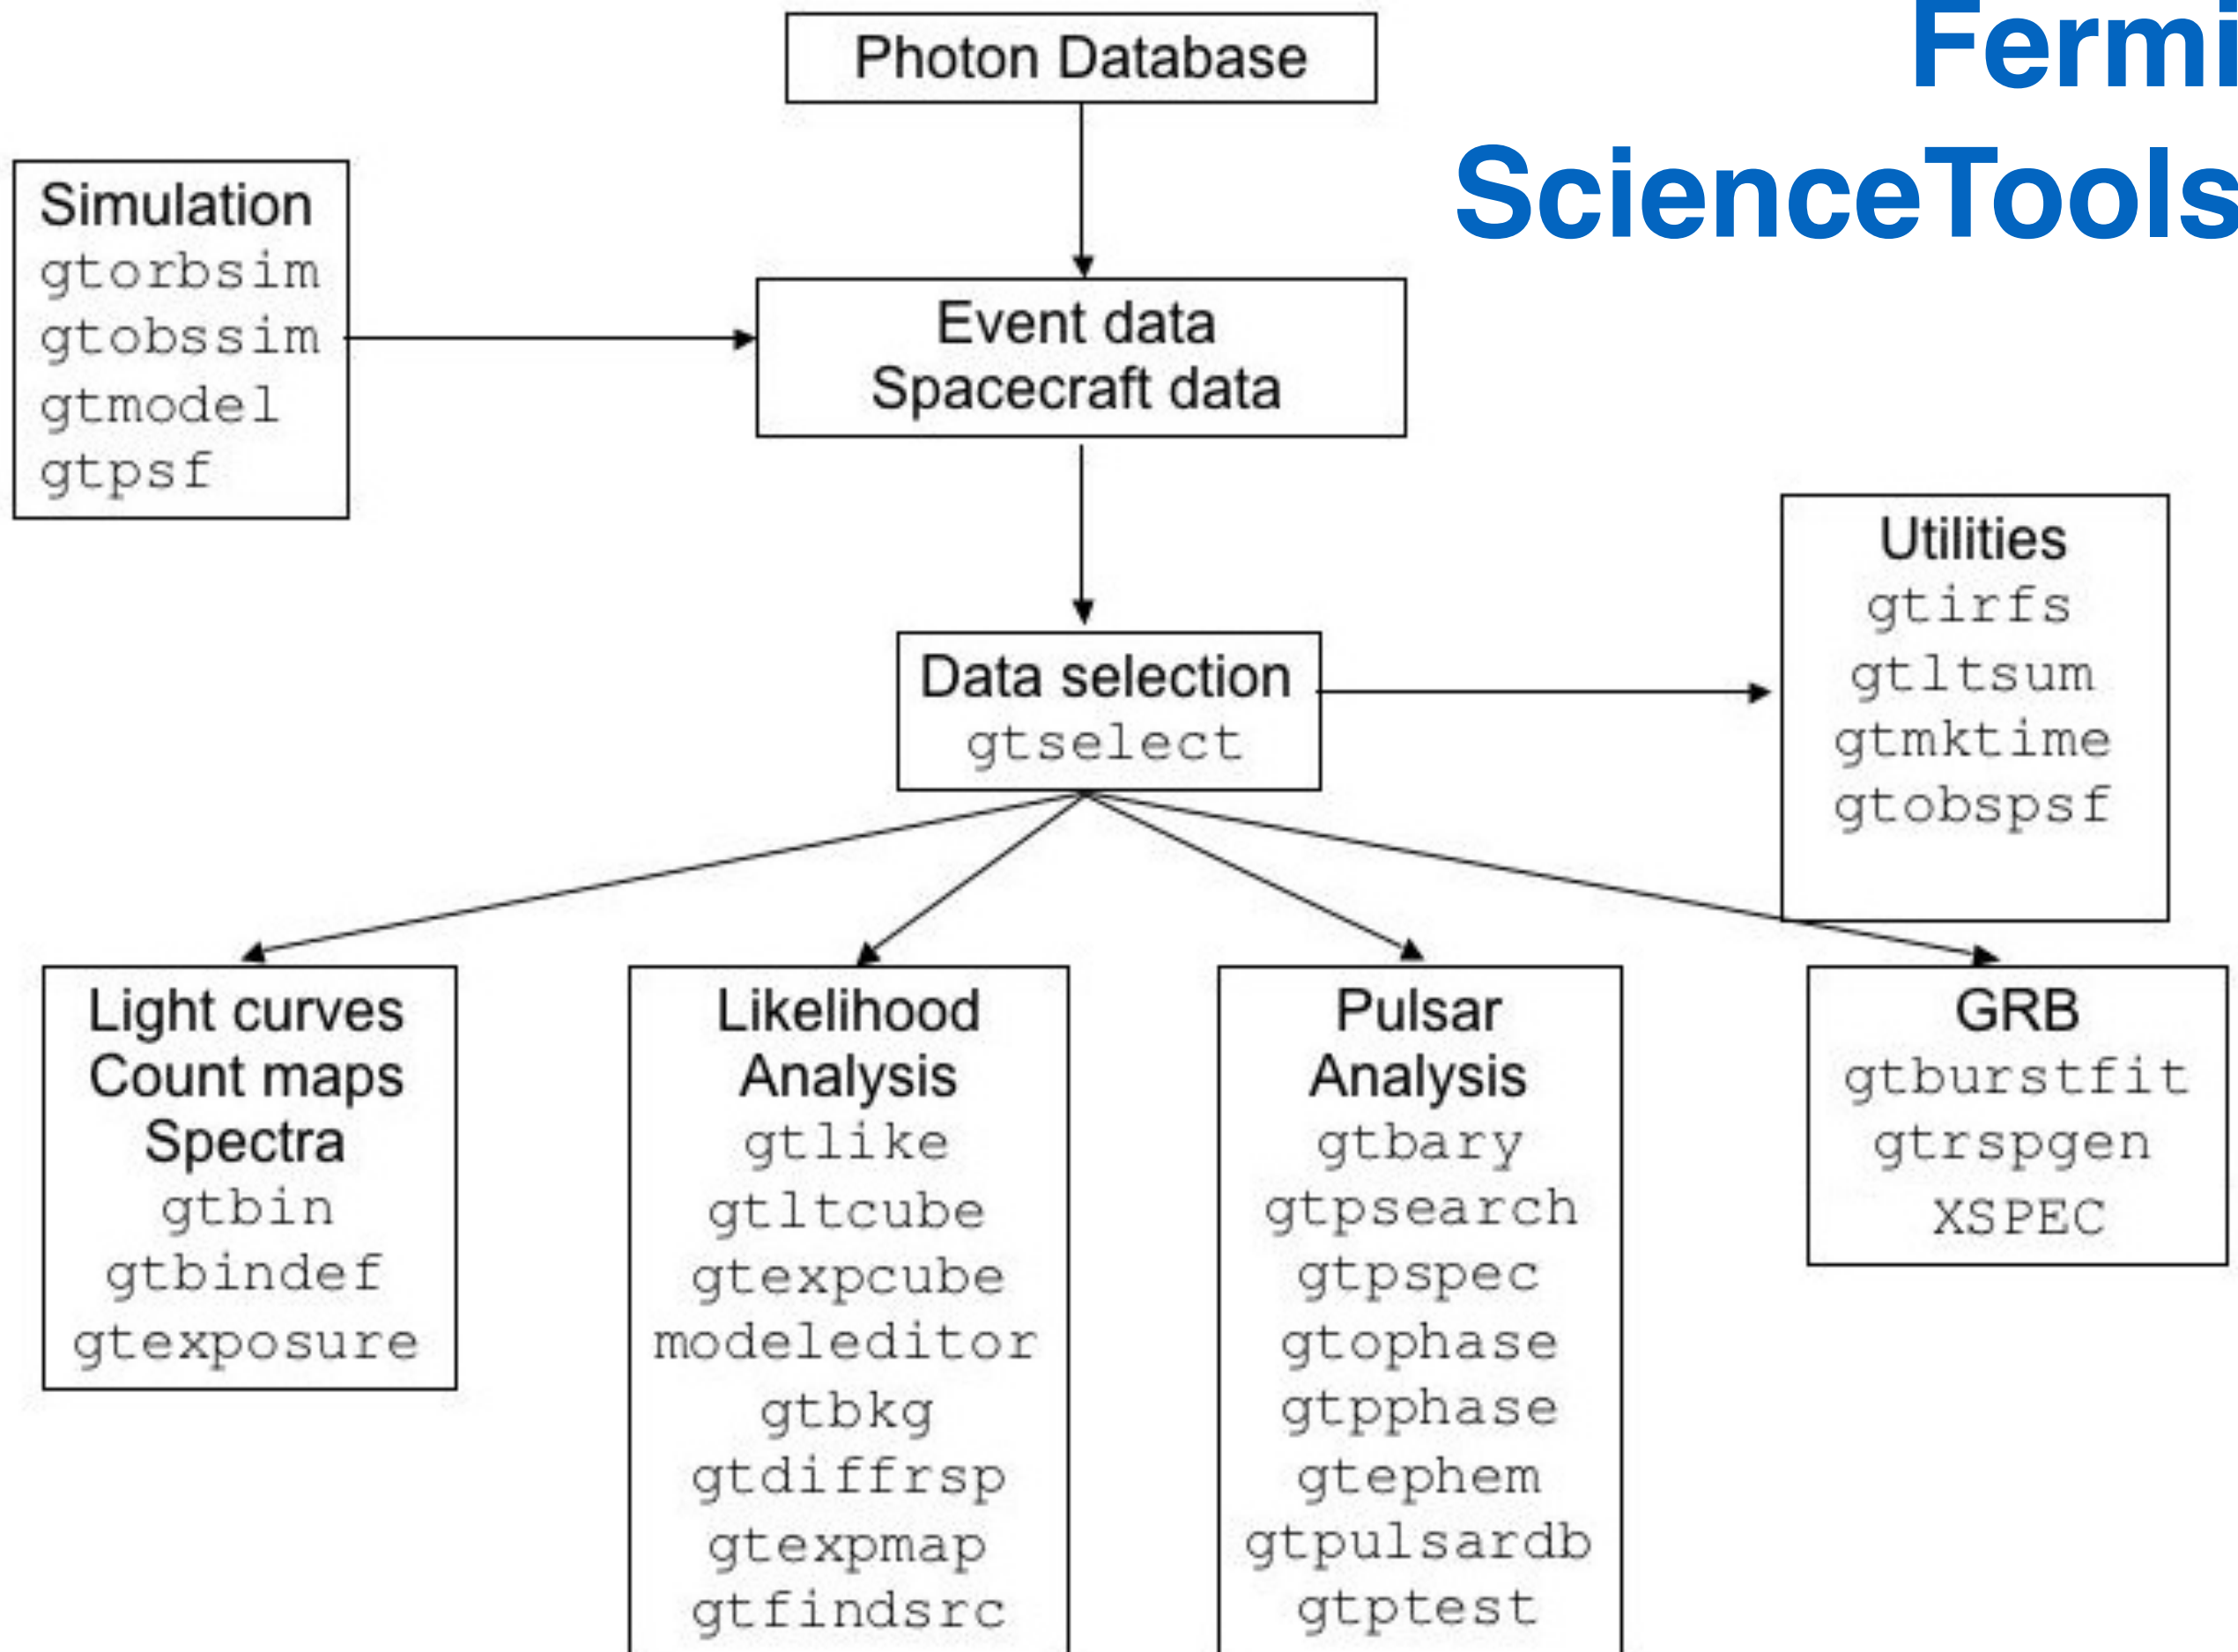 Fermi
ScienceTools
Photon Database
Simulation
gtorbsim
gtobssim
gtmodel
gtpsf
Event data
Spacecraft data
Utilities
gtirfs
gtltsum
gtmktime
gtobspsf
Data selection
gtselect
Light curves
Count maps
Spectra
gtbin
gtbindef
gtexposure
Likelihood
Analysis
gtlike
gtltcube
gtexpcube
modeleditor
gtbkg
gtdiffrsp
gtexpmap
gtfindsrc
Pulsar
Analysis
gtbary
gtpsearch
gtpspec
gtophase
gtpphase
gtephem
gtpulsardb
gtptest
GRB
gtburstfit
gtrspgen
XSPEC